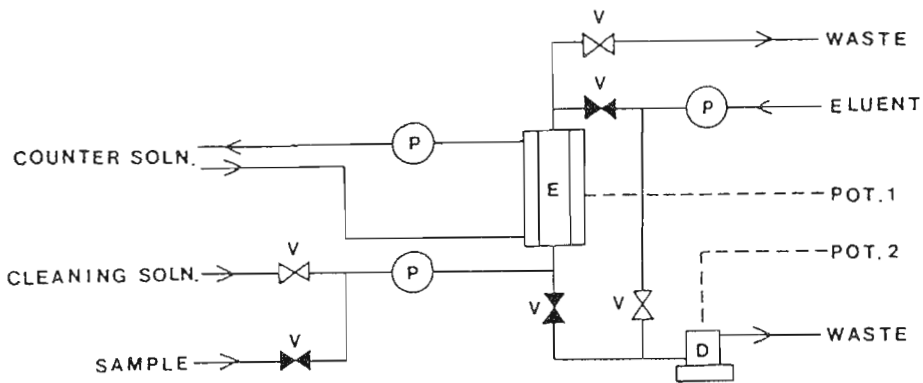 V
WASTE
V
P
ELUENT
P
COUNTER SOLN.
E
POT.1
V
POT.2
CLEANING SOLN.
P
V
V
V
WASTE
SAMPLE
D